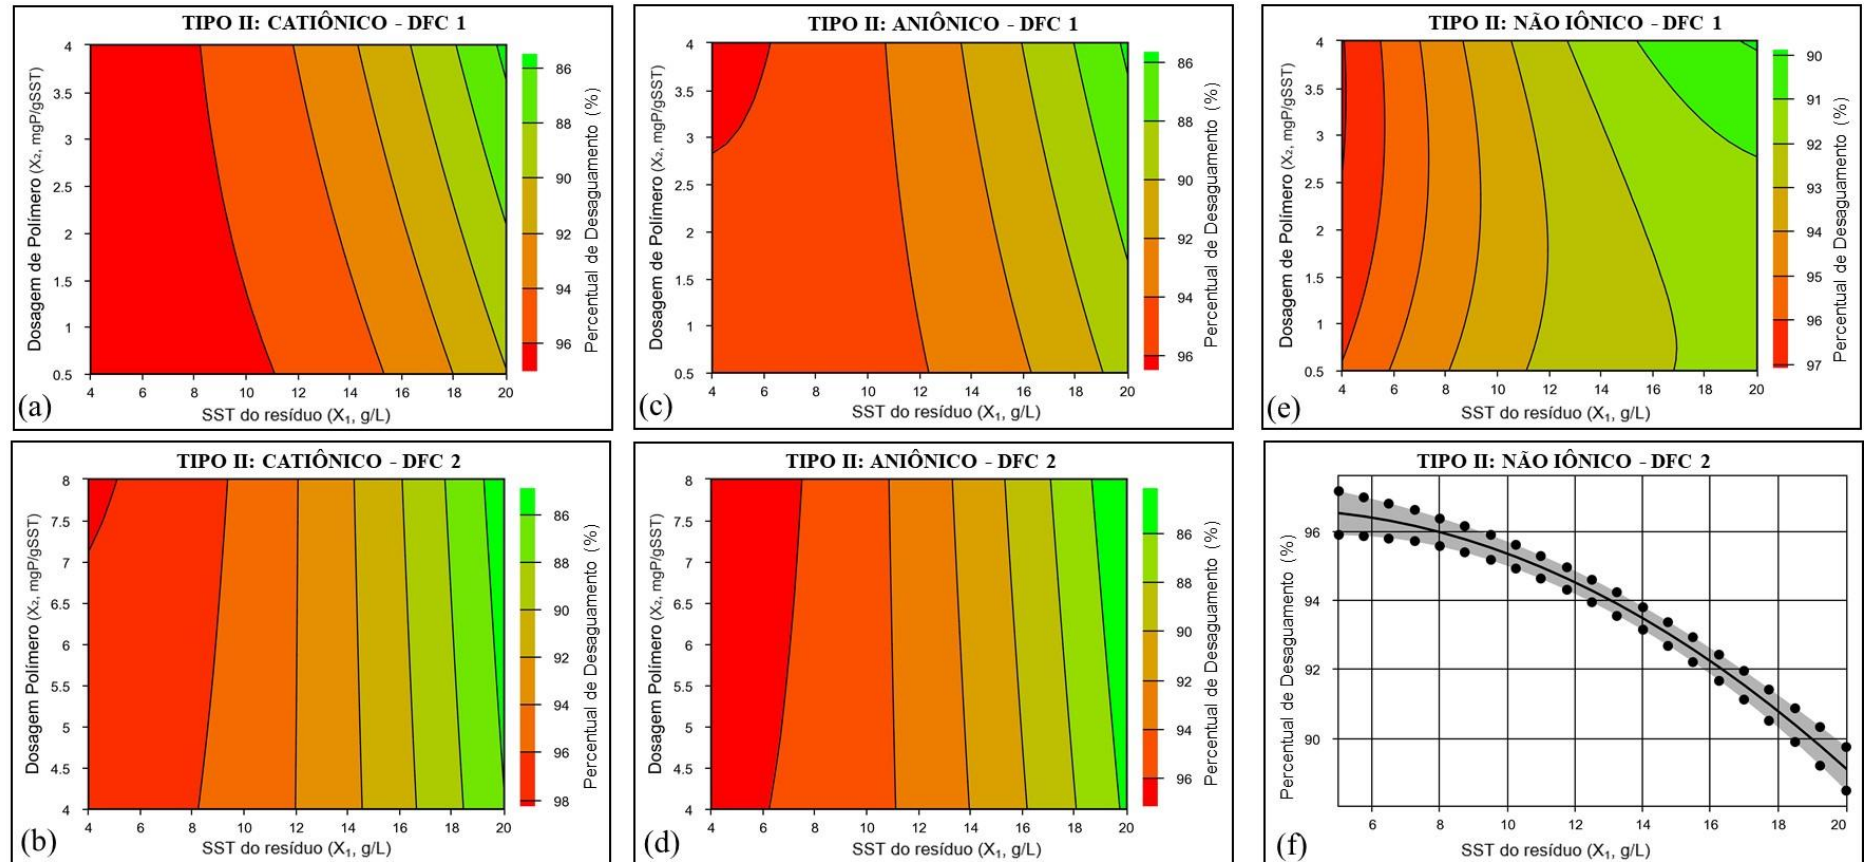 TIPO II: CATIÔNICO - DFC 1
Dosagem de Polímero (X₂, mgP/gSST)
4
3.5
3
2.5
2
1.5
1
0.5
4 6 8 10 12 14 16 18 20
SST do resíduo (X₁, g/L)
86
88
90
92
94
96
Percentual de Desaguamento (%)
(a)
TIPO II: ANIÔNICO - DFC 1
Dosagem de Polímero (X₂, mgP/gSST)
4
3.5
3
2.5
2
1.5
1
0.5
4 6 8 10 12 14 16 18 20
SST do resíduo (X₁, g/L)
86
88
90
92
94
96
Percentual de Desaguamento (%)
(c)
TIPO II: NÃO IÔNICO - DFC 1
Dosagem de Polímero (X₂, mgP/gSST)
4
3.5
3
2.5
2
1.5
1
0.5
4 6 8 10 12 14 16 18 20
SST do resíduo (X₁, g/L)
90
91
92
93
94
95
96
97
Percentual de Desaguamento (%)
(e)
TIPO II: CATIÔNICO - DFC 2
Dosagem Polímero (X₂, mgP/gSST)
8
7.5
7
6.5
6
5.5
5
4.5
4
4 6 8 10 12 14 16 18 20
SST do resíduo (X₁, g/L)
86
88
90
92
94
96
98
Percentual de Desaguamento (%)
(b)
TIPO II: ANIÔNICO - DFC 2
Dosagem Polímero (X₂, mgP/gSST)
8
7.5
7
6.5
6
5.5
5
4.5
4
4 6 8 10 12 14 16 18 20
SST do resíduo (X₁, g/L)
86
88
90
92
94
96
Percentual de Desaguamento (%)
(d)
TIPO II: NÃO IÔNICO - DFC 2
Percentual de Desaguamento (%)
96
94
92
90
6 8 10 12 14 16 18 20
SST do resíduo (X₁, g/L)
(f)